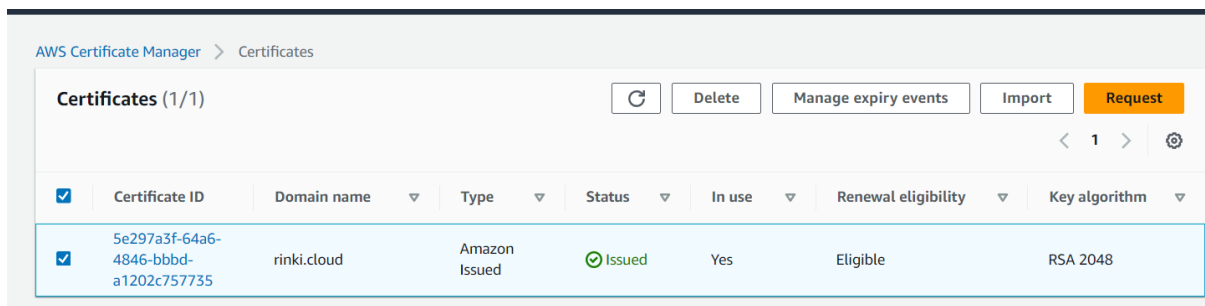 AWS Certificate Manager > Certificates
Certificates (1/1) Delete Manage expiry events Import Request
1
Certificate ID Domain name Type Status In use Renewal eligibility Key algorithm
5e297a3f-64a6-
4846-bbbd-
a1202c757735 rinki.cloud Amazon
Issued Issued Yes Eligible RSA 2048